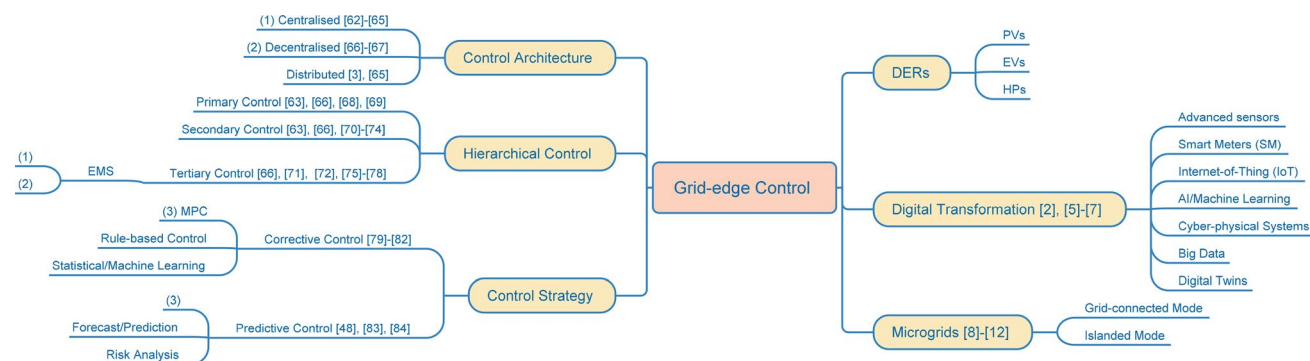 (1) Centralised [62]-[65]
(2) Decentralised [66]-[67]
Distributed [3], [65]
Control Architecture
Primary Control [63], [66], [68], [69]
Secondary Control [63], [66], [70]-[74]
Tertiary Control [66], [71], [72], [75]-[78]
EMS
(1)
(2)
Hierarchical Control
(3) MPC
Rule-based Control
Statistical/Machine Learning
Corrective Control [79]-[82]
(3)
Forecast/Prediction
Risk Analysis
Predictive Control [48], [83], [84]
Control Strategy
Grid-edge Control
DERs
PVs
EVs
HPs
Digital Transformation [2], [5]-[7]
Advanced sensors
Smart Meters (SM)
Internet-of-Thing (IoT)
AI/Machine Learning
Cyber-physical Systems
Big Data
Digital Twins
Microgrids [8]-[12]
Grid-connected Mode
Islanded Mode